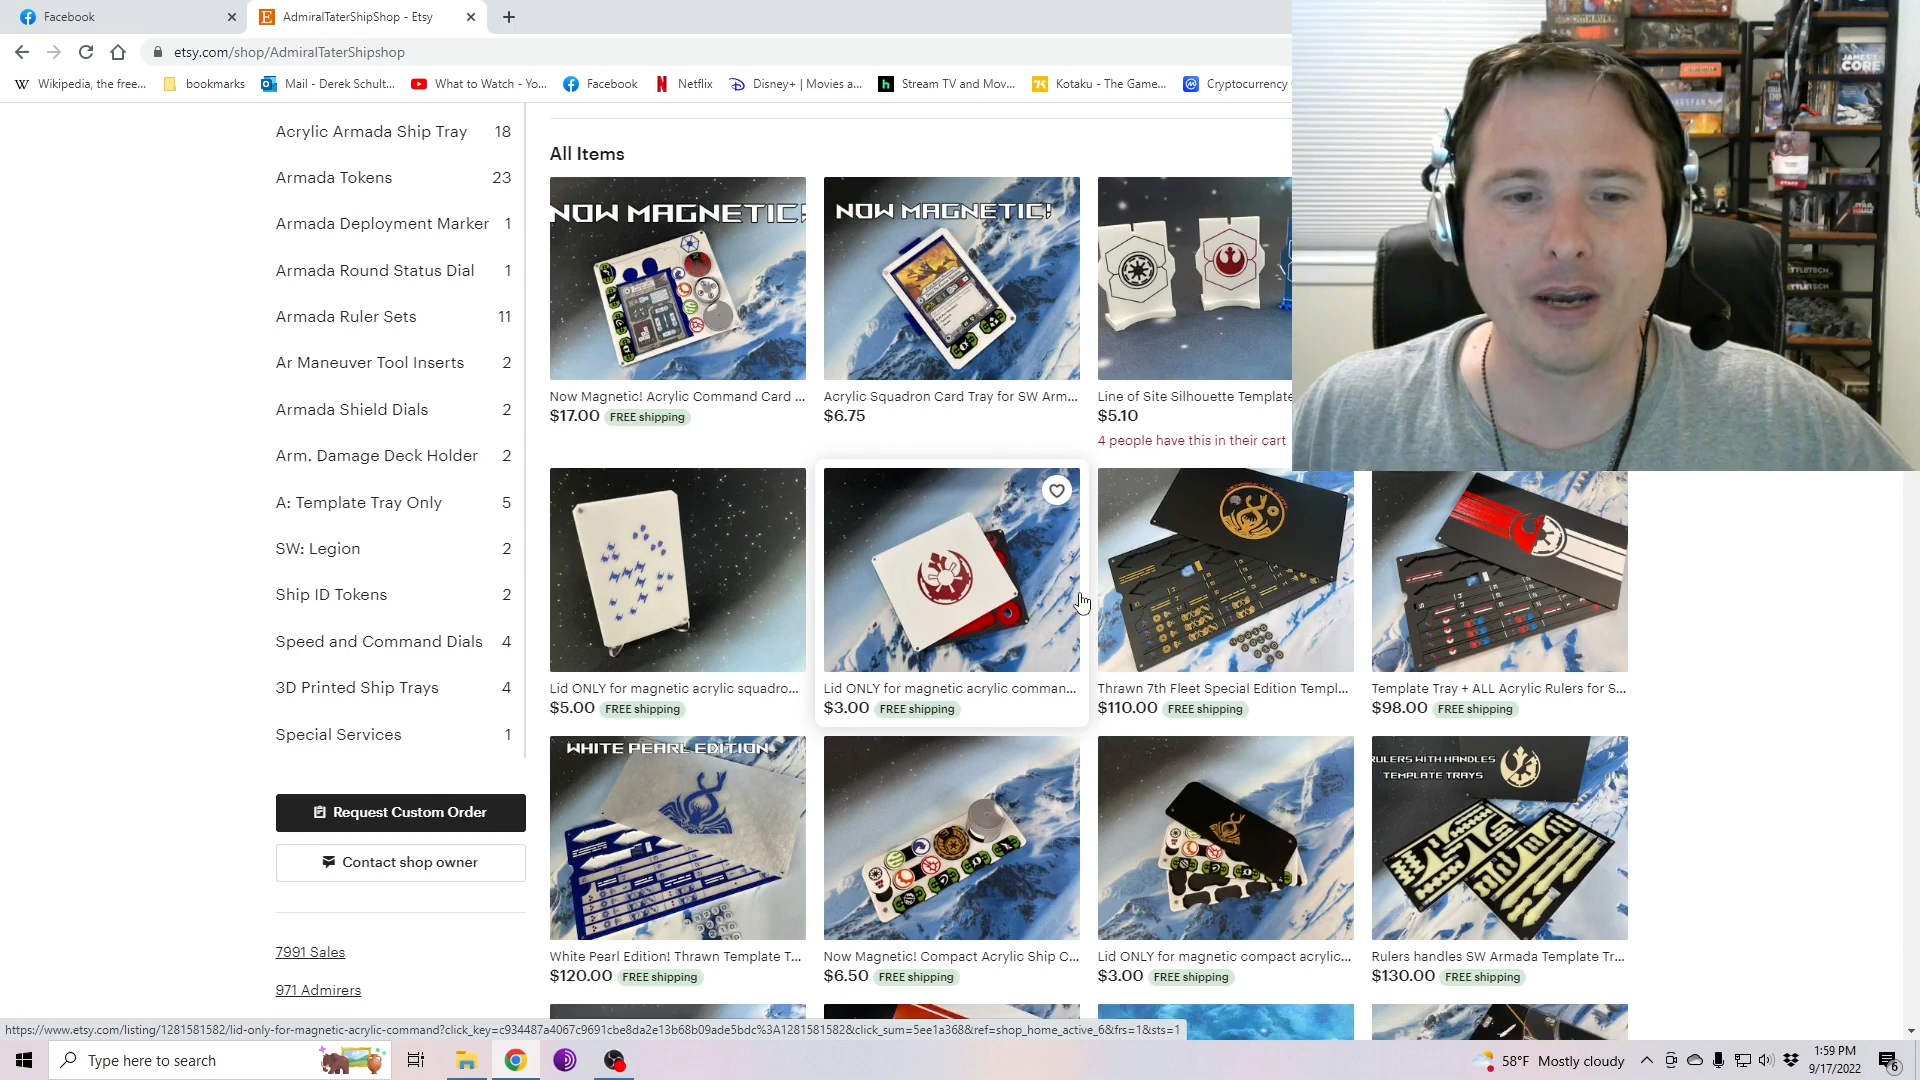 Facebook
AdmiralTaterShipShop - Etsy
etsy.com/shop/AdmiralTaterShipshop
Wikipedia, the free...
bookmarks
Mail - Derek Schult...
What to Watch - Yo...
Facebook
Netflix
Disney+ | Movies a...
Stream TV and Mov...
Kotaku - The Game...
Cryptocurrency
Acrylic Armada Ship Tray 18
Armada Tokens 23
Armada Deployment Marker 1
Armada Round Status Dial 1
Armada Ruler Sets 11
Ar Maneuver Tool Inserts 2
Armada Shield Dials 2
Arm. Damage Deck Holder 2
A: Template Tray Only 5
SW: Legion 2
Ship ID Tokens 2
Speed and Command Dials 4
3D Printed Ship Trays 4
Special Services 1
Request Custom Order
Contact shop owner
7991 Sales
971 Admirers
All Items
NOW MAGNETIC!
Now Magnetic! Acrylic Command Card ...
$17.00 FREE shipping
NOW MAGNETIC!
Acrylic Squadron Card Tray for SW Arm...
$6.75
Line of Site Silhouette Template
$5.10
4 people have this in their cart
Lid ONLY for magnetic acrylic squadro...
$5.00 FREE shipping
Lid ONLY for magnetic acrylic comman...
$3.00 FREE shipping
Thrawn 7th Fleet Special Edition Templ...
$110.00 FREE shipping
Template Tray + ALL Acrylic Rulers for S...
$98.00 FREE shipping
WHITE PEARL EDITION
White Pearl Edition! Thrawn Template T...
$120.00 FREE shipping
Now Magnetic! Compact Acrylic Ship C...
$6.50 FREE shipping
Lid ONLY for magnetic compact acrylic...
$3.00 FREE shipping
RULERS WITH HANDLES
TEMPLATE TRAYS
Rulers handles SW Armada Template Tr...
$130.00 FREE shipping
https://www.etsy.com/listing/1281581582/lid-only-for-magnetic-acrylic-command?click_key=c934487a4067c9691cbe8da2e13b68b09ade5bdc%3A1281581582&click_sum=5ee1a368&ref=shop_home_active_6&frs=1&sts=1
Type here to search
58°F Mostly cloudy
1:59 PM
9/17/2022
6